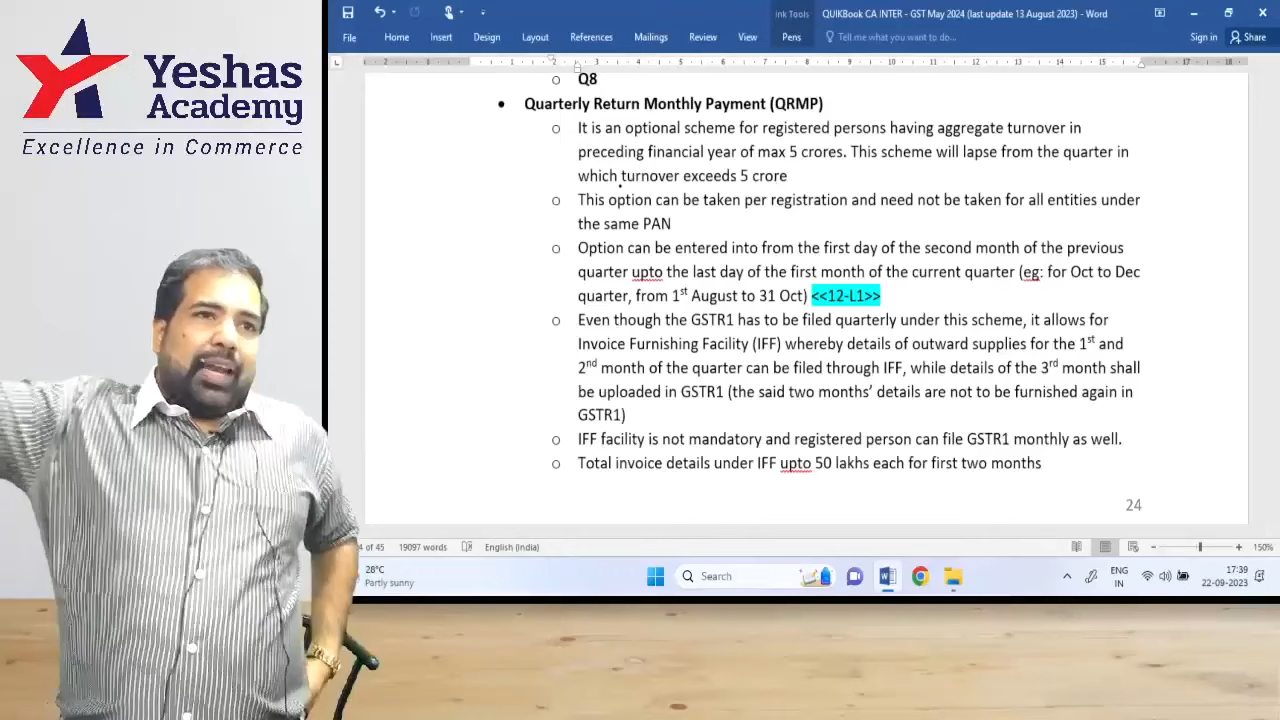 Yeshas
Academy
Excellence in Commerce
Ink Tools
QUIKBook CA INTER - GST May 2024 (last update 13 August 2023) - Word
File Home Insert Design Layout References Mailings Review View Pens Tell me what you want to do... Sign in Share
o Q8
• Quarterly Return Monthly Payment (QRMP)
o It is an optional scheme for registered persons having aggregate turnover in
preceding financial year of max 5 crores. This scheme will lapse from the quarter in
which turnover exceeds 5 crore
o This option can be taken per registration and need not be taken for all entities under
the same PAN
o Option can be entered into from the first day of the second month of the previous
quarter upto the last day of the first month of the current quarter (eg: for Oct to Dec
quarter, from 1st August to 31 Oct) <<12-L1>>
o Even though the GSTR1 has to be filed quarterly under this scheme, it allows for
Invoice Furnishing Facility (IFF) whereby details of outward supplies for the 1st and
2nd month of the quarter can be filed through IFF, while details of the 3rd month shall
be uploaded in GSTR1 (the said two months' details are not to be furnished again in
GSTR1)
o IFF facility is not mandatory and registered person can file GSTR1 monthly as well.
o Total invoice details under IFF upto 50 lakhs each for first two months
24
4 of 45 19097 words English (India) 150%
28°C
Partly sunny
Search
ENG
IN
17:39
22-09-2023